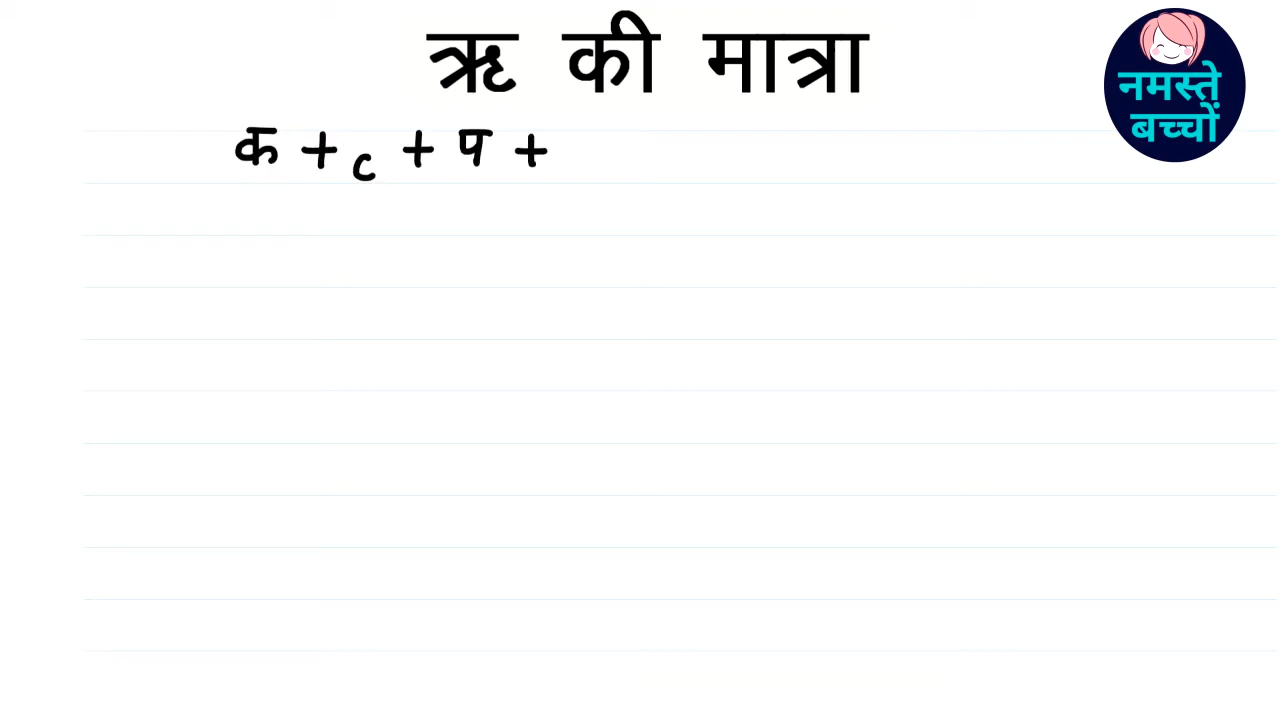 ऋ की मात्रा
नमस्ते
बच्चों
क + ृ + प +